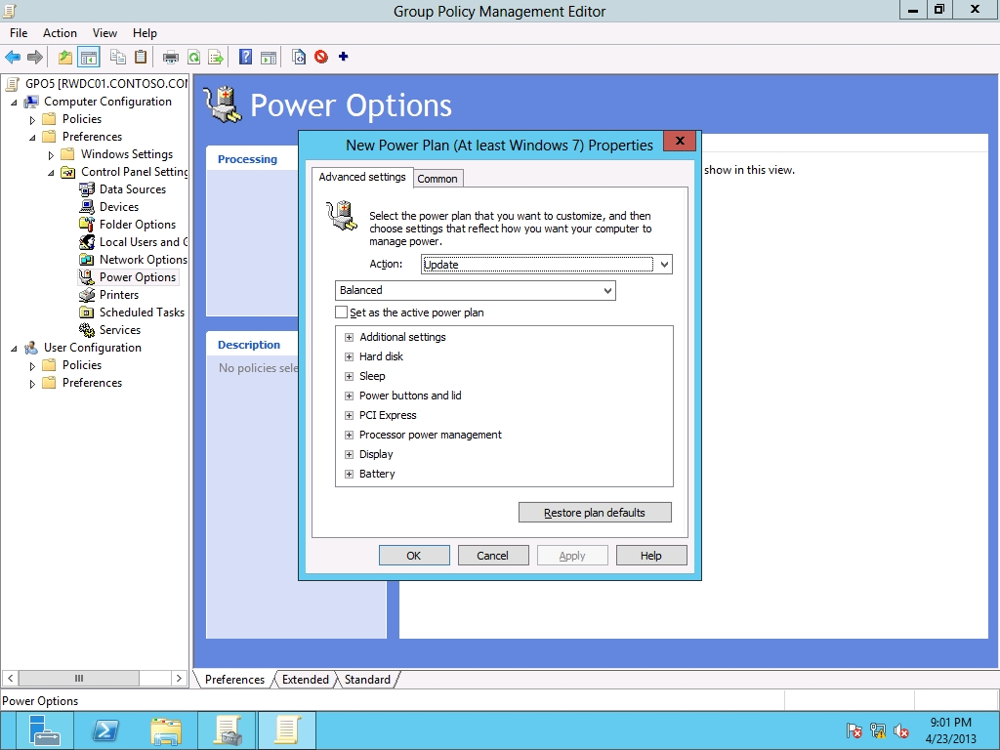 Group Policy Management Editor
File Action View Help
GPO5 [RWDC01.CONTOSO.COM
Computer Configuration
Policies
Preferences
Windows Settings
Control Panel Setting
Data Sources
Devices
Folder Options
Local Users and G
Network Options
Power Options
Printers
Scheduled Tasks
Services
User Configuration
Policies
Preferences
Power Options
Processing
Description
No policies sele
show in this view.
New Power Plan (At least Windows 7) Properties
Advanced settings
Common
Select the power plan that you want to customize, and then
choose settings that reflect how you want your computer to
manage power.
Action: Update
Balanced
Set as the active power plan
Additional settings
Hard disk
Sleep
Power buttons and lid
PCI Express
Processor power management
Display
Battery
Restore plan defaults
OK Cancel Apply Help
Preferences Extended Standard
Power Options
9:01 PM
4/23/2013